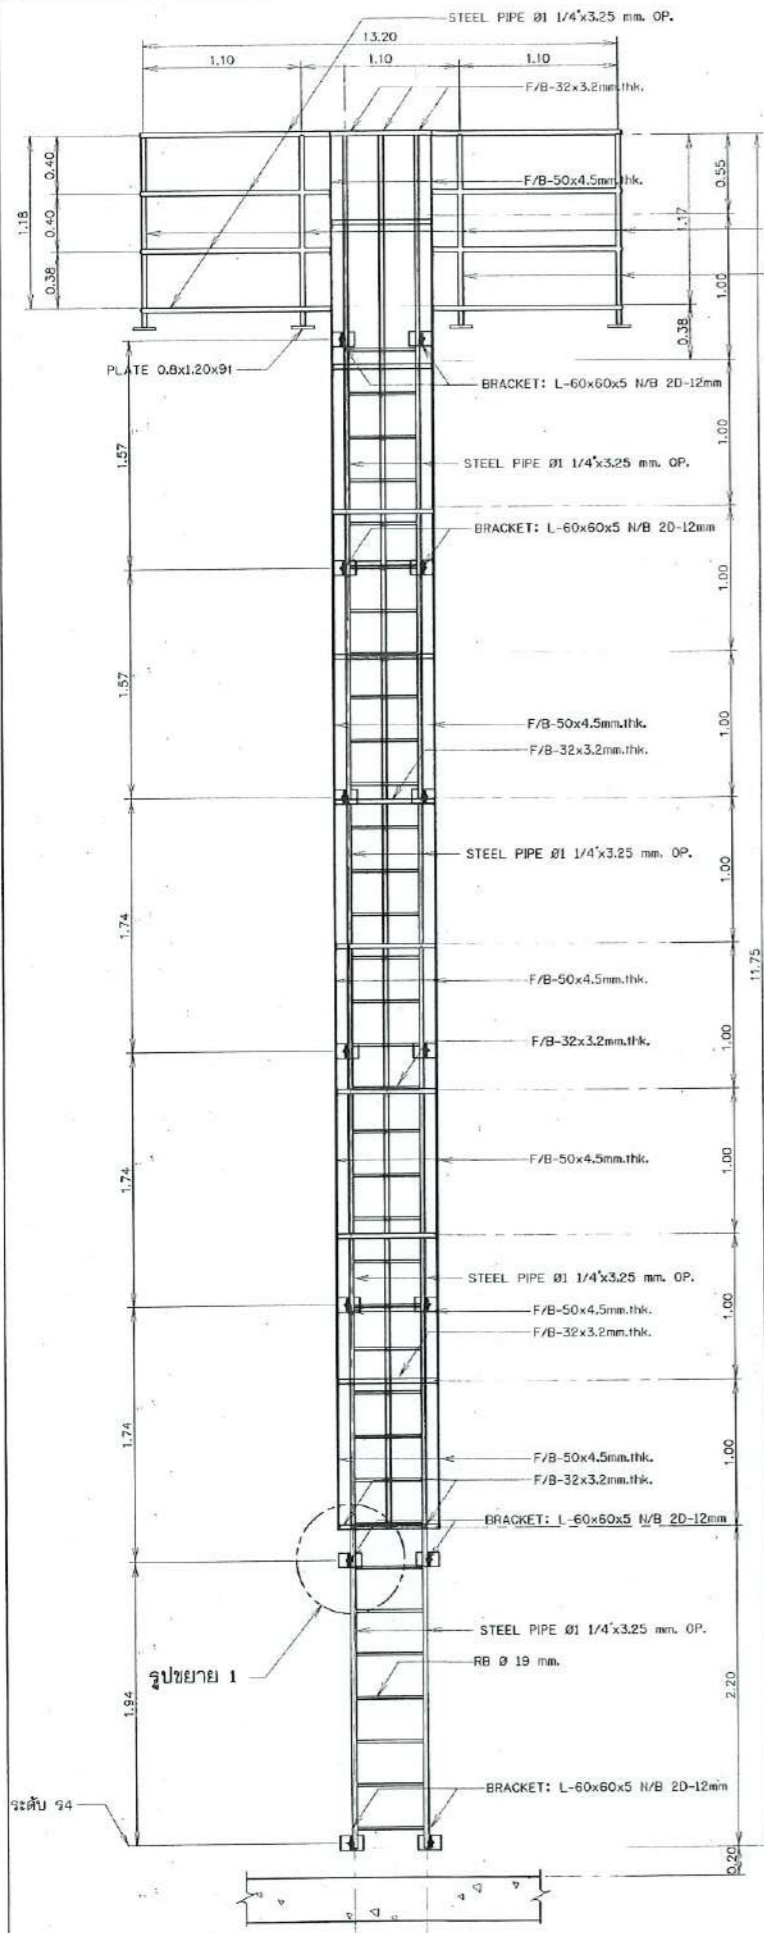 STEEL PIPE Ø1 1/4"x3.25 mm. OP.
13.20
1.10
1.10
1.10
F/B-32x3.2mm.thk.
0.40
0.40
0.38
1.18
F/B-50x4.5mm.thk.
1.17
0.38
0.55
1.00
PLATE 0.8x1.20x9t
BRACKET: L-60x60x5 N/B 2D-12mm
1.57
1.00
STEEL PIPE Ø1 1/4"x3.25 mm. OP.
BRACKET: L-60x60x5 N/B 2D-12mm
1.00
1.57
1.00
F/B-50x4.5mm.thk.
F/B-32x3.2mm.thk.
STEEL PIPE Ø1 1/4"x3.25 mm. OP.
1.00
1.74
11.75
F/B-50x4.5mm.thk.
1.00
F/B-32x3.2mm.thk.
1.74
F/B-50x4.5mm.thk.
1.00
STEEL PIPE Ø1 1/4"x3.25 mm. OP.
F/B-50x4.5mm.thk.
F/B-32x3.2mm.thk.
1.00
1.74
F/B-50x4.5mm.thk.
F/B-32x3.2mm.thk.
1.00
BRACKET: L-60x60x5 N/B 2D-12mm
STEEL PIPE Ø1 1/4"x3.25 mm. OP.
RB Ø 19 mm.
รูปขยาย 1
1.94
2.20
BRACKET: L-60x60x5 N/B 2D-12mm
ระดับ S4
0.20